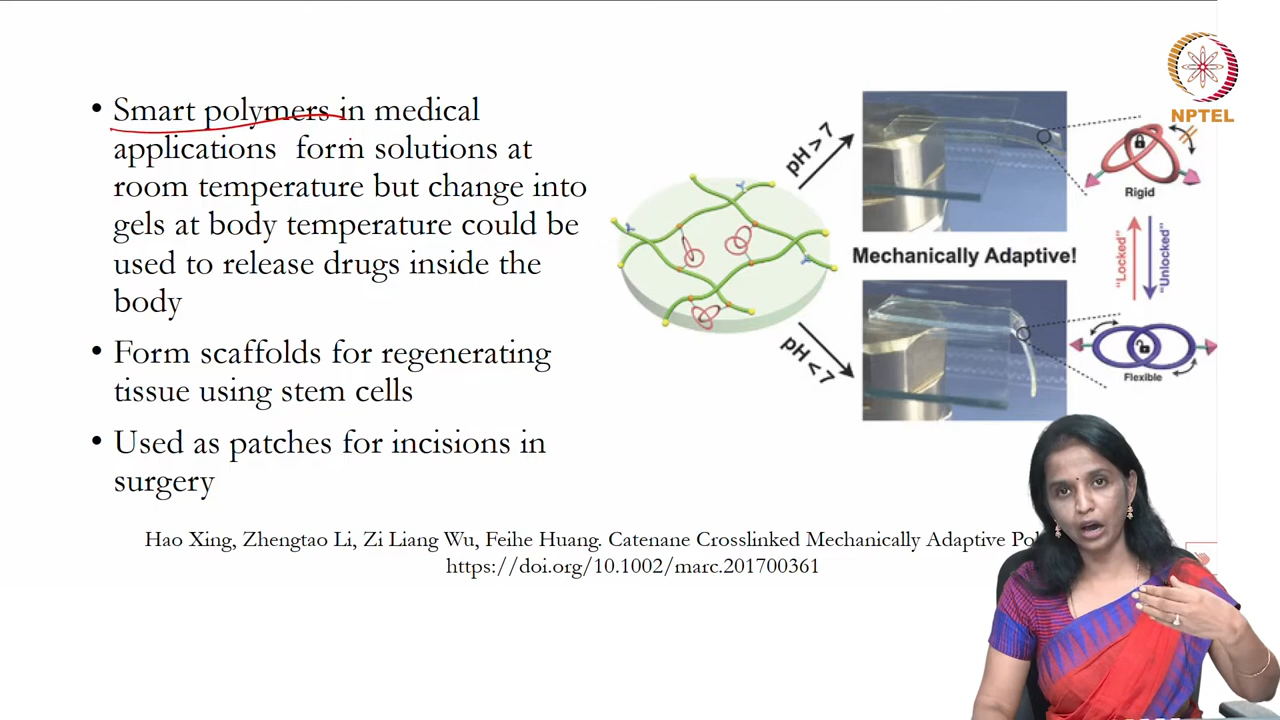 • Smart polymers in medical
applications form solutions at
room temperature but change into
gels at body temperature could be
used to release drugs inside the
body
• Form scaffolds for regenerating
tissue using stem cells
• Used as patches for incisions in
surgery
pH > 7
Mechanically Adaptive!
pH < 7
Rigid
"Locked"
"Unlocked"
Flexible
NPTEL
Hao Xing, Zhengtao Li, Zi Liang Wu, Feihe Huang. Catenane Crosslinked Mechanically Adaptive
https://doi.org/10.1002/marc.201700361